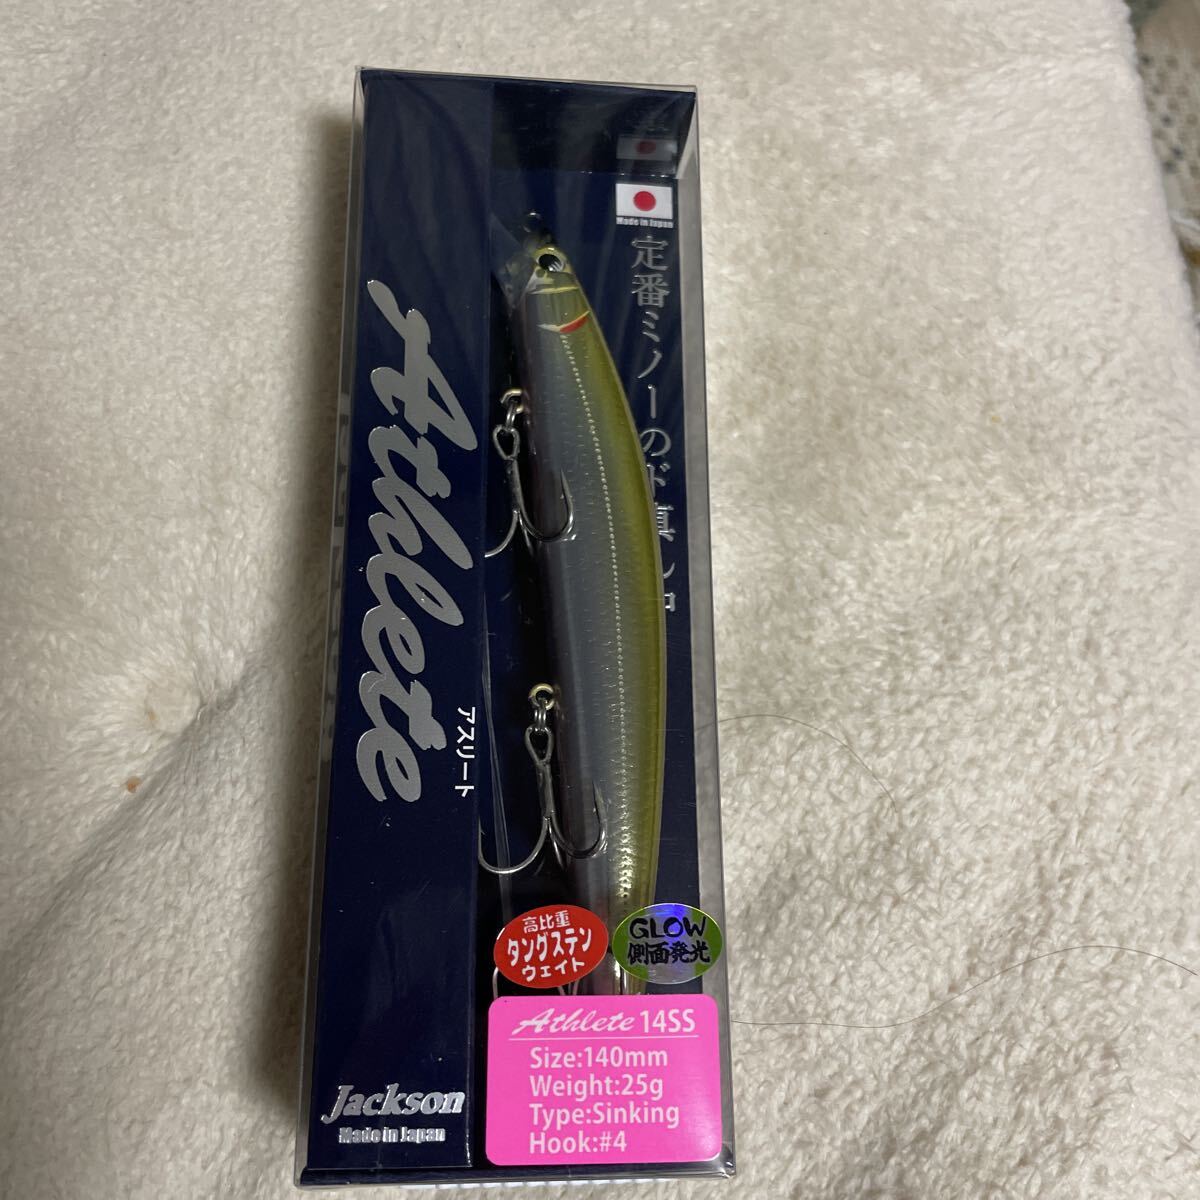 Made in Japan
定番ミノーのド真ん中
Athlete
アスリート
高比重
タングステン
ウェイト
GLOW
側面発光
Athlete 14SS
Size:140mm
Weight:25g
Type:Sinking
Hook:#4
Jackson
Made in Japan